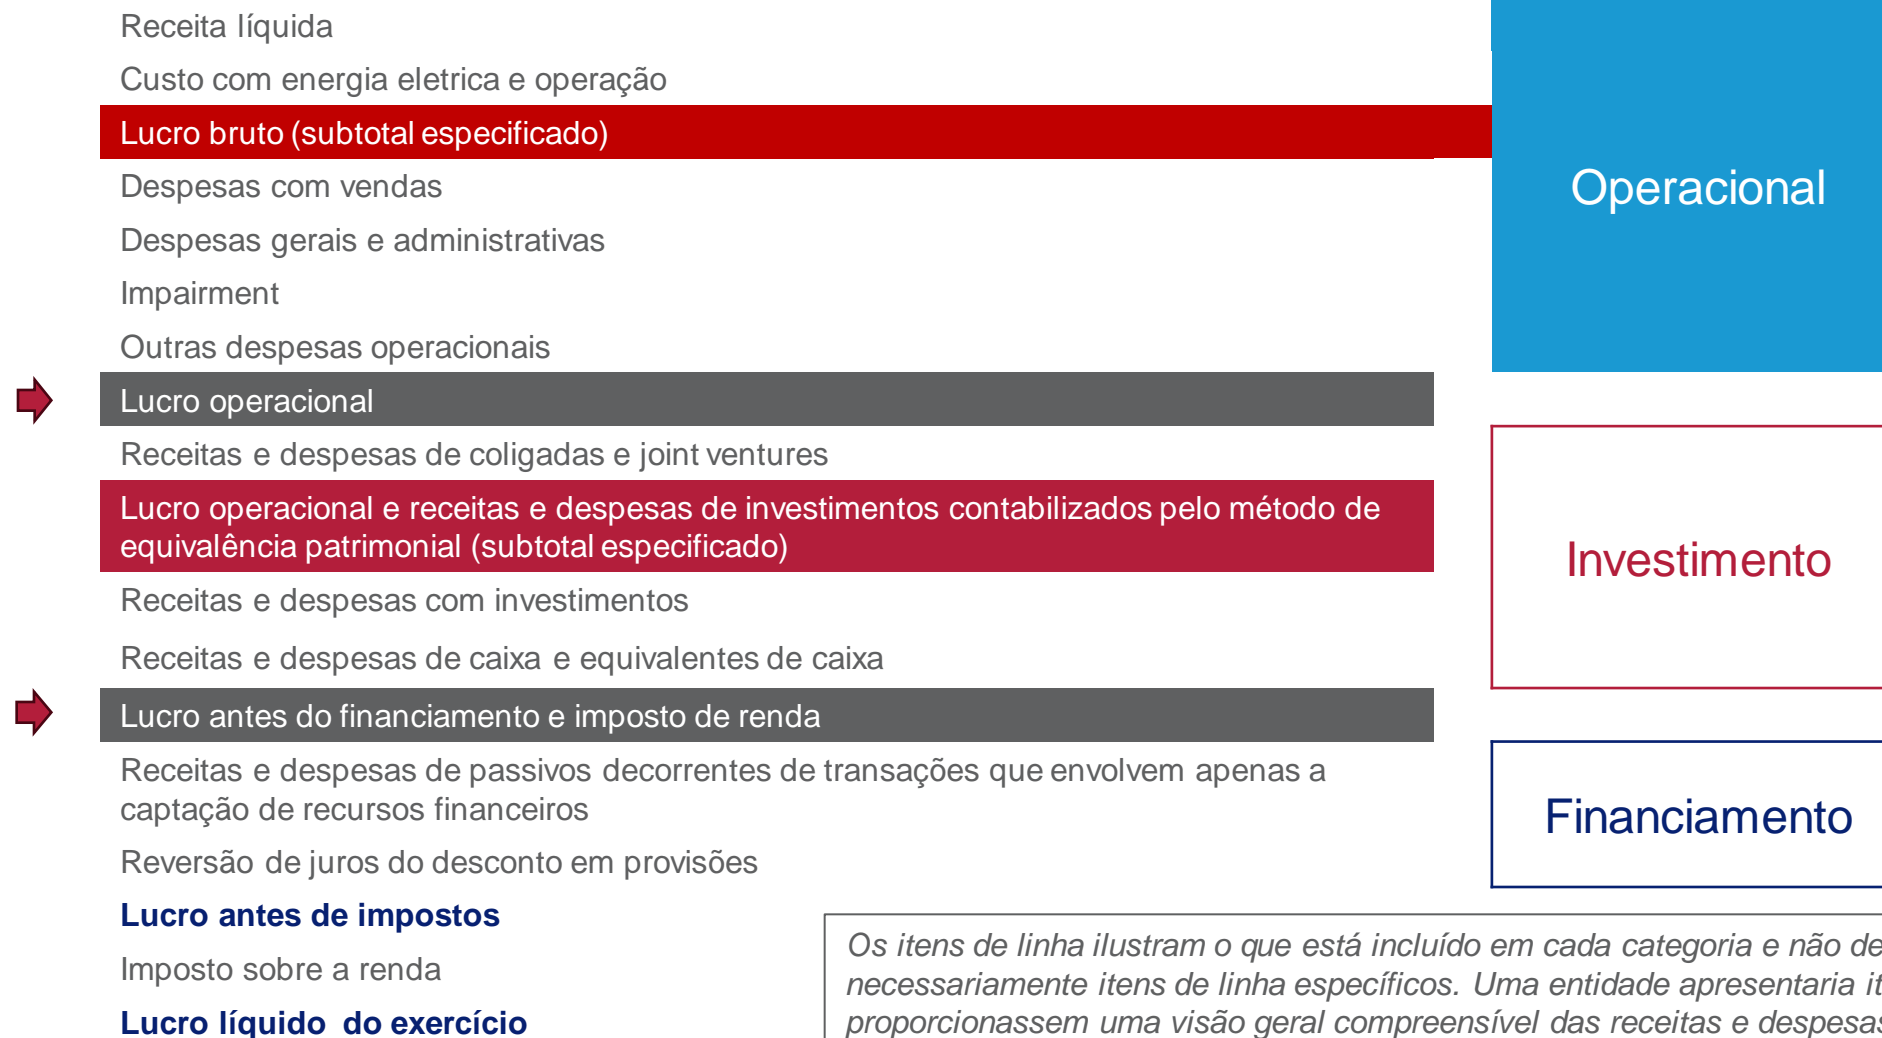 Receita líquida
Custo com energia eletrica e operação
Lucro bruto (subtotal especificado)
Despesas com vendas
Operacional
Despesas gerais e administrativas
Impairment
Outras despesas operacionais
Lucro operacional
Receitas e despesas de coligadas e joint ventures
Lucro operacional e receitas e despesas de investimentos contabilizados pelo método de
equivalência patrimonial (subtotal especificado)
Investimento
Receitas e despesas com investimentos
Receitas e despesas de caixa e equivalentes de caixa
Lucro antes do financiamento e imposto de renda
Receitas e despesas de passivos decorrentes de transações que envolvem apenas a
captação de recursos financeiros
Financiamento
Reversão de juros do desconto em provisões
Lucro antes de impostos
Imposto sobre a renda
Lucro líquido do exercício
Os itens de linha ilustram o que está incluído em cada categoria e não
necessariamente itens de linha específicos. Uma entidade apresentaria
proporcionassem uma visão geral compreensível das receitas e despesas